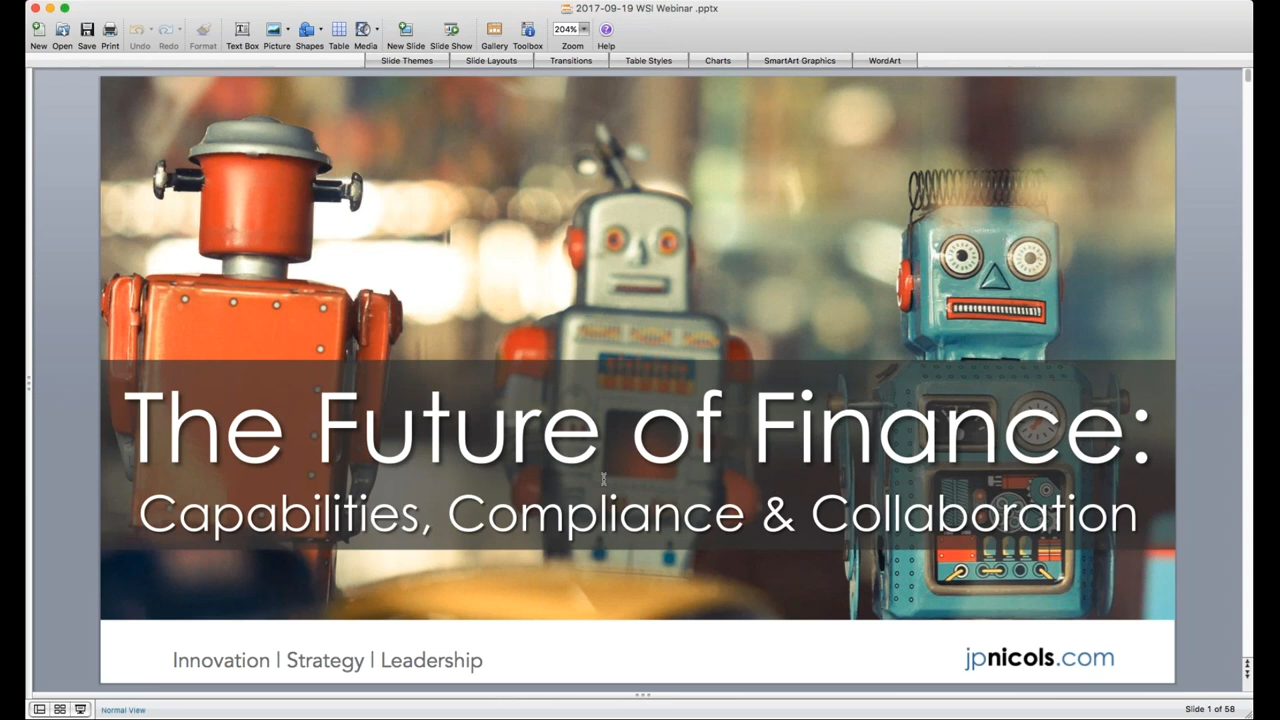 2017-09-19 WSI Webinar .pptx
New Open Save Print Undo Redo Format Text Box Picture Shapes Table Media New Slide Slide Show Gallery Toolbox 204% Zoom Help
Slide Themes Slide Layouts Transitions Table Styles Charts SmartArt Graphics WordArt
The Future of Finance:
Capabilities, Compliance & Collaboration
Innovation | Strategy | Leadership
jpnicols.com
Normal View
Slide 1 of 58